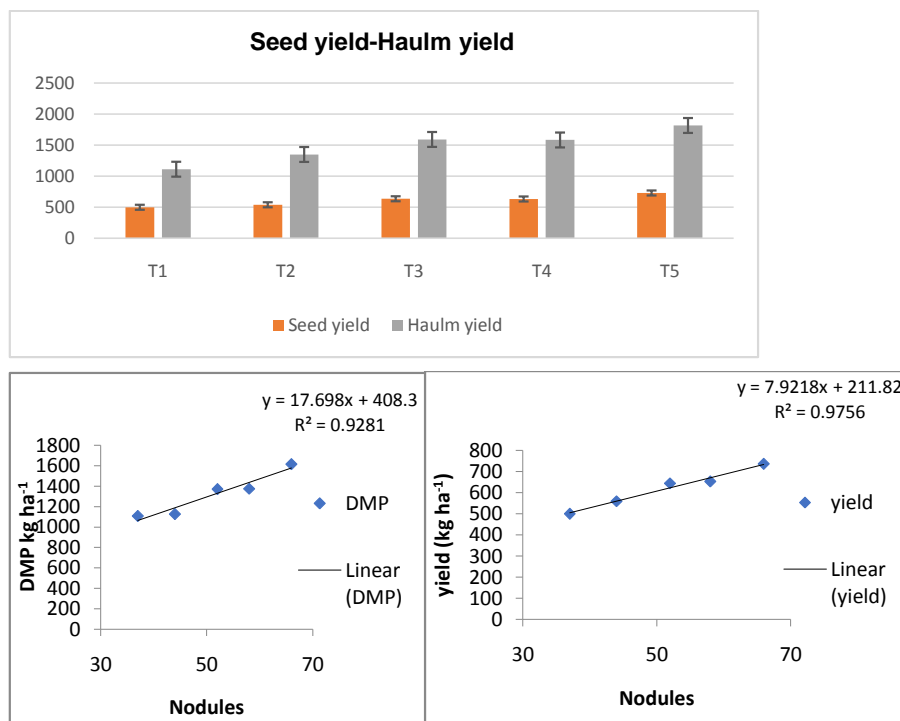 Seed yield-Haulm yield
2500
2000
1500
1000
500
0
T1 T2 T3 T4 T5
Seed yield Haulm yield
y = 17.698x + 408.3
R² = 0.9281
DMP kg ha⁻¹
1800
1600
1400
1200
1000
800
600
400
200
0
30 50 70
Nodules
DMP
Linear
(DMP)
y = 7.9218x + 211.82
R² = 0.9756
yield (kg ha⁻¹)
800
700
600
500
400
300
200
100
0
30 50 70
Nodules
yield
Linear
(yield)